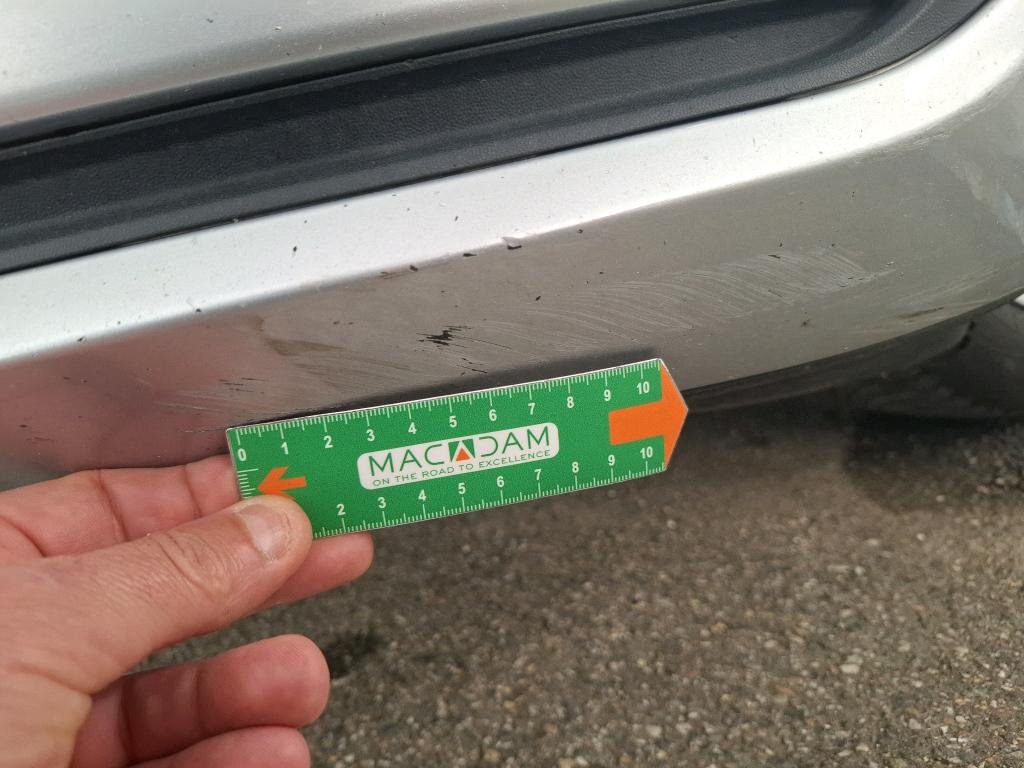 0 1 2 3 4 5 6 7 8 9 10
MACADAM
ON THE ROAD TO EXCELLENCE
2 3 4 5 6 7 8 9 10